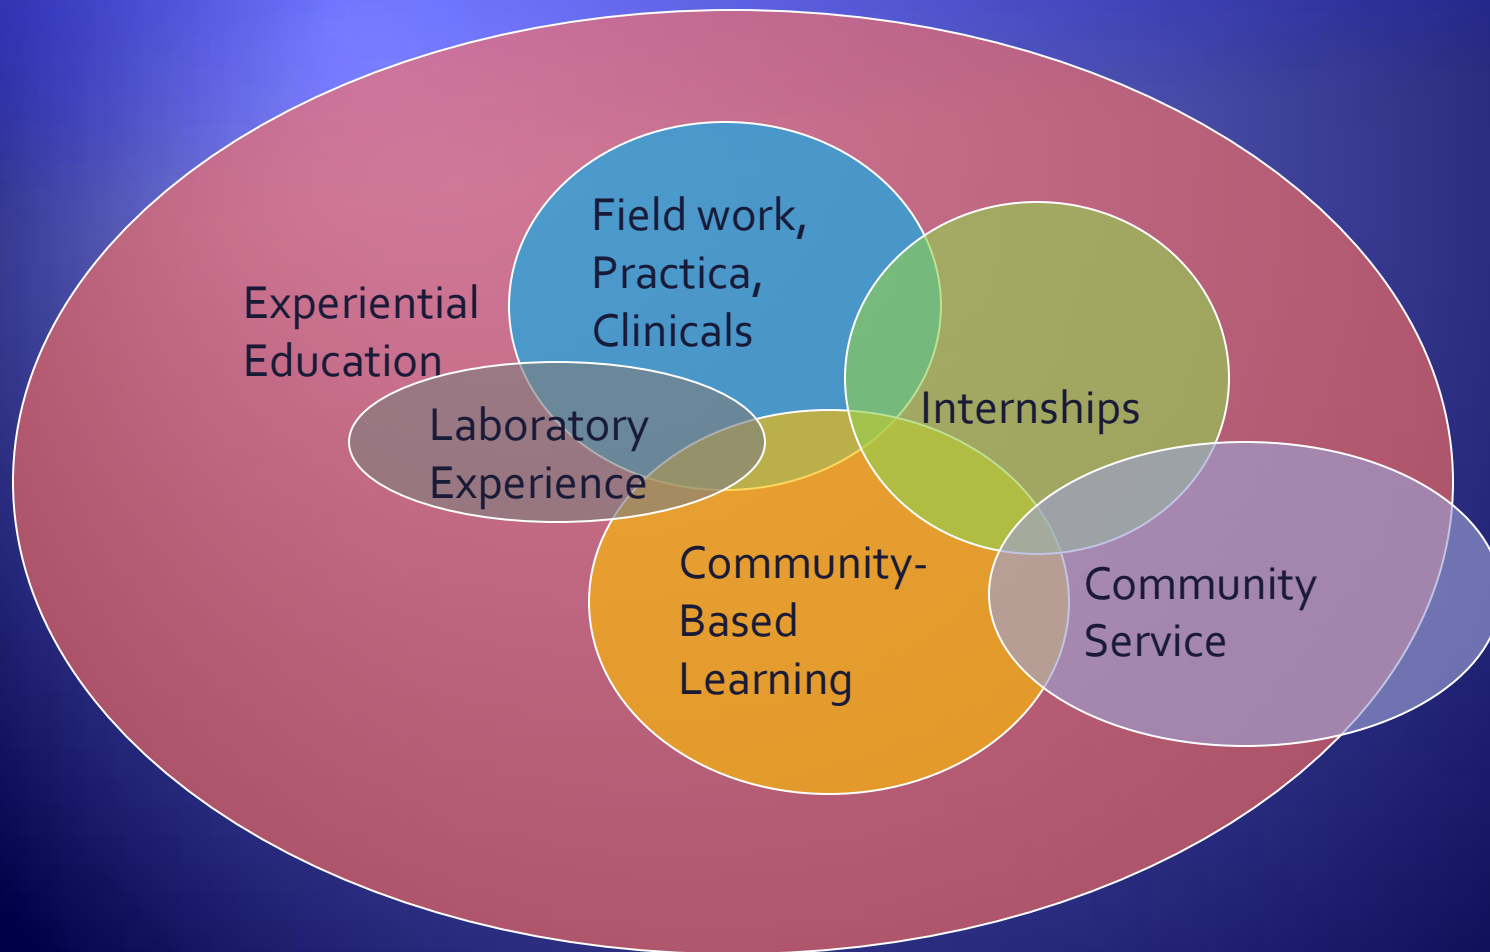 Field work,
Practica,
Clinicals
Experiential
Education
Internships
Laboratory
Experience
Community-
Based
Learning
Community
Service